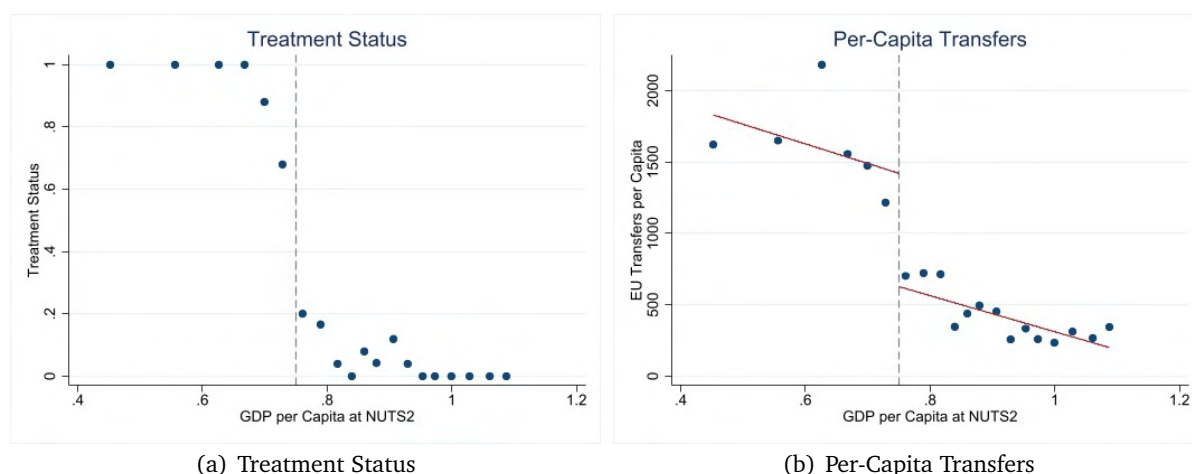 Treatment Status
Treatment Status
1
.8
.6
.4
.2
0
.4
.6
.8
1
1.2
GDP per Capita at NUTS2
(a) Treatment Status
Per-Capita Transfers
EU Transfers per Capita
2000
1500
1000
500
0
.4
.6
.8
1
1.2
GDP per Capita at NUTS2
(b) Per-Capita Transfers